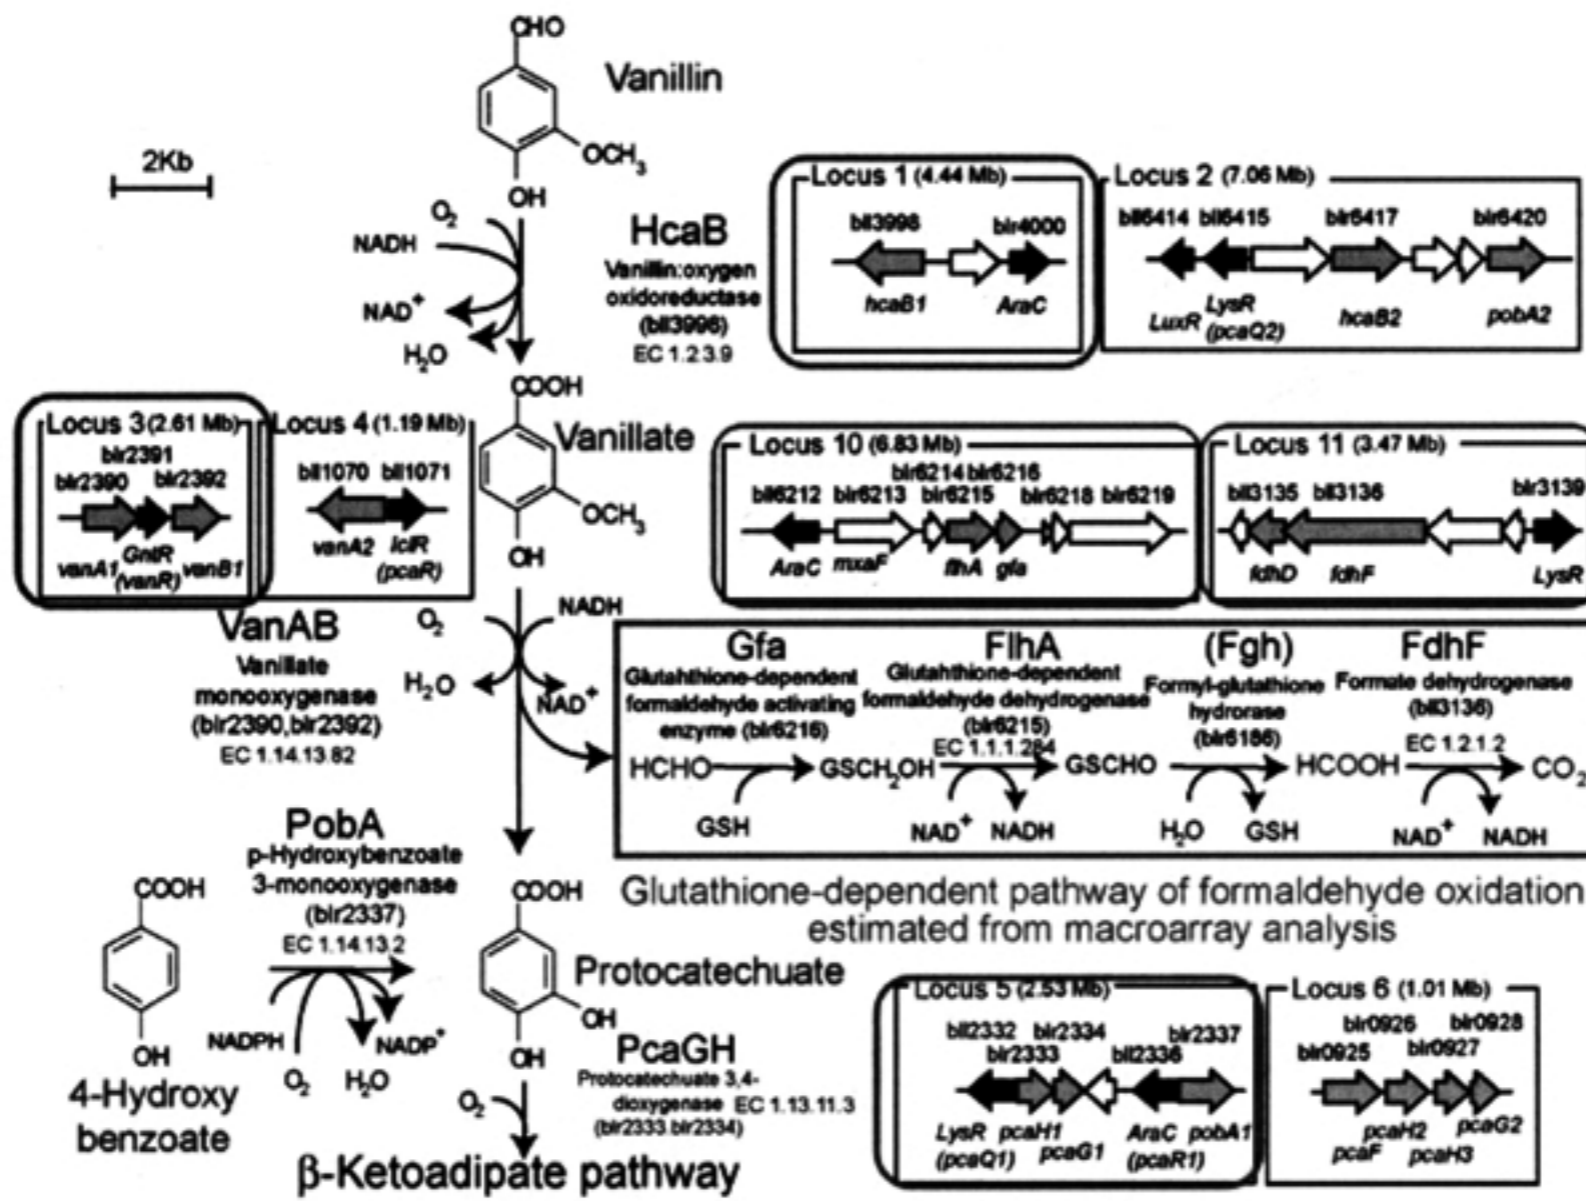 CHO
Vanillin
OCH3
OH
2Kb
O2
NADH
NAD+
H2O
HcaB
Vanillin:oxygen
oxidoreductase
(bll3998)
EC 1.2.3.9
Locus 1 (4.44 Mb)
bll3998 blr4000
hcaB1 AraC
Locus 2 (7.06 Mb)
bll6414 bll6415 blr6417 blr6420
LuxR LysR hcaB2 pobA2
(pcaQ2)
COOH
Vanillate
OCH3
OH
Locus 3 (2.61 Mb)
blr2391
blr2390 blr2392
vanA1 GntR vanB1
(vanR)
Locus 4 (1.19 Mb)
bll1070 bll1071
vanA2 IclR
(pcaR)
Locus 10 (6.83 Mb)
blr6214 blr6216
bll6212 blr6213 blr6215 blr6218 blr6219
AraC mxaF flhA gfa
Locus 11 (3.47 Mb)
bll3135 bll3136 blr3139
fdhD fdhF LysR
VanAB
Vanillate
monooxygenase
(blr2390,blr2392)
EC 1.14.13.82
O2
NADH
H2O
NAD+
Gfa
Glutahthione-dependent
formaldehyde activating
enzyme (blr6216)
FlhA
Glutahthione-dependent
formaldehyde dehydrogenase
(blr6215)
EC 1.1.1.284
(Fgh)
Formyl-glutathione
hydrorase
(blr6186)
FdhF
Formate dehydrogenase
(bll3136)
EC 1.2.1.2
HCHO GSCH2OH GSCHO HCOOH CO2
GSH NAD+ NADH H2O GSH NAD+ NADH
Glutathione-dependent pathway of formaldehyde oxidation
estimated from macroarray analysis
PobA
p-Hydroxybenzoate
3-monooxygenase
(blr2337)
EC 1.14.13.2
COOH
OH
4-Hydroxy
benzoate
NADPH
O2
H2O
NADP+
COOH
Protocatechuate
OH
OH
PcaGH
Protocatechuate 3,4-
dioxygenase EC 1.13.11.3
(blr2333.blr2334)
O2
β-Ketoadipate pathway
Locus 5 (2.53 Mb)
bll2332 blr2334 blr2337
blr2333 bll2336
LysR pcaH1 AraC pobA1
(pcaQ1) pcaG1 (pcaR1)
Locus 6 (1.01 Mb)
blr0926 blr0928
blr0925 blr0927
pcaH2 pcaG2
pcaF pcaH3